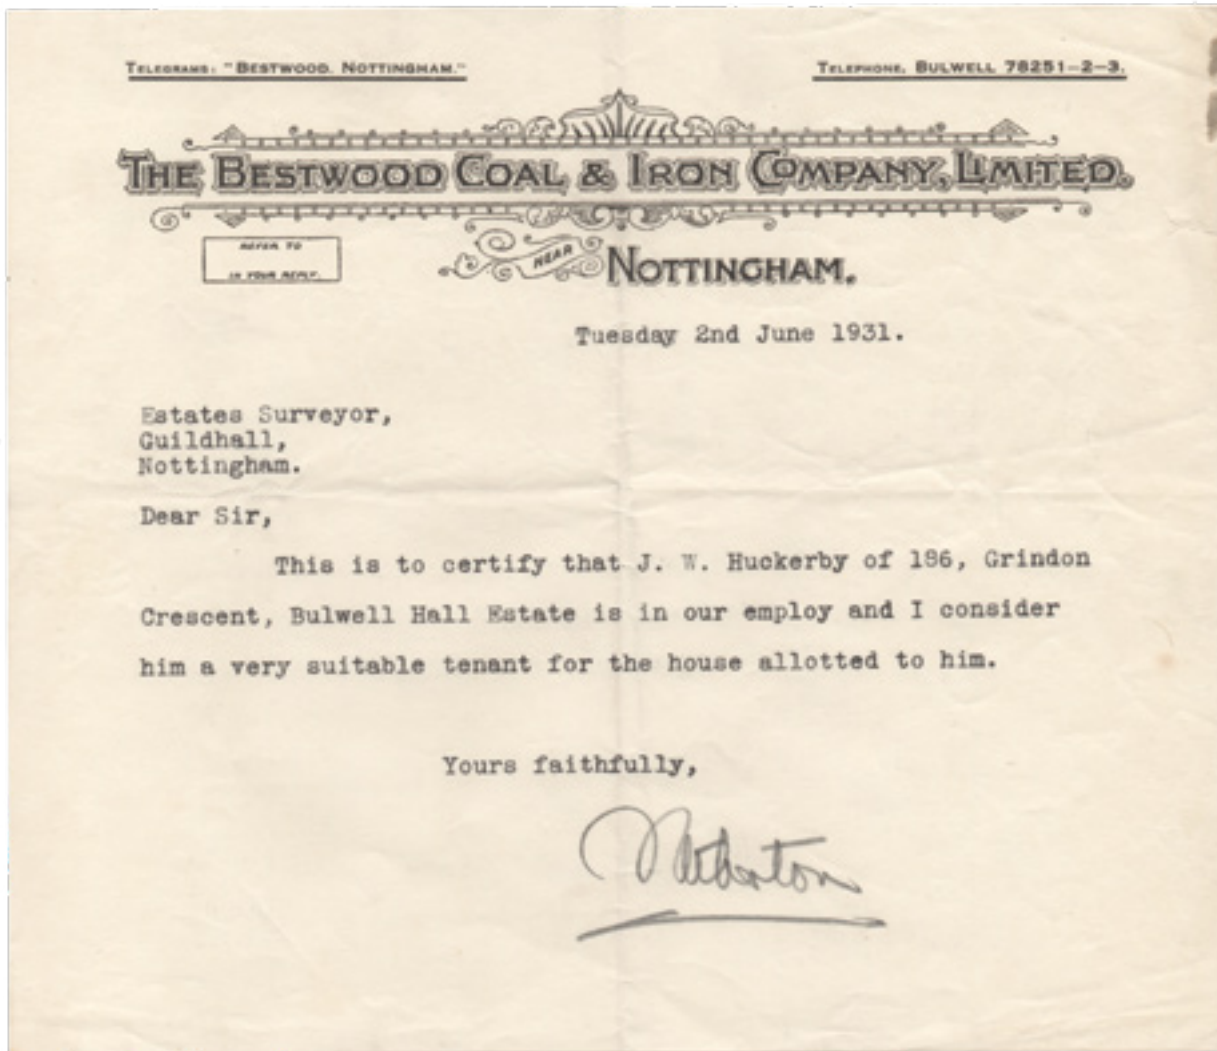 TELEGRAMS: "BESTWOOD. NOTTINGHAM."
TELEPHONE. BULWELL 78251-2-3.
THE BESTWOOD COAL & IRON COMPANY, LIMITED.
REFER TO
IN YOUR REPLY.
NEAR NOTTINGHAM.
Tuesday 2nd June 1931.
Estates Surveyor,
Guildhall,
Nottingham.
Dear Sir,
This is to certify that J. W. Huckerby of 186, Grindon
Crescent, Bulwell Hall Estate is in our employ and I consider
him a very suitable tenant for the house allotted to him.
Yours faithfully,